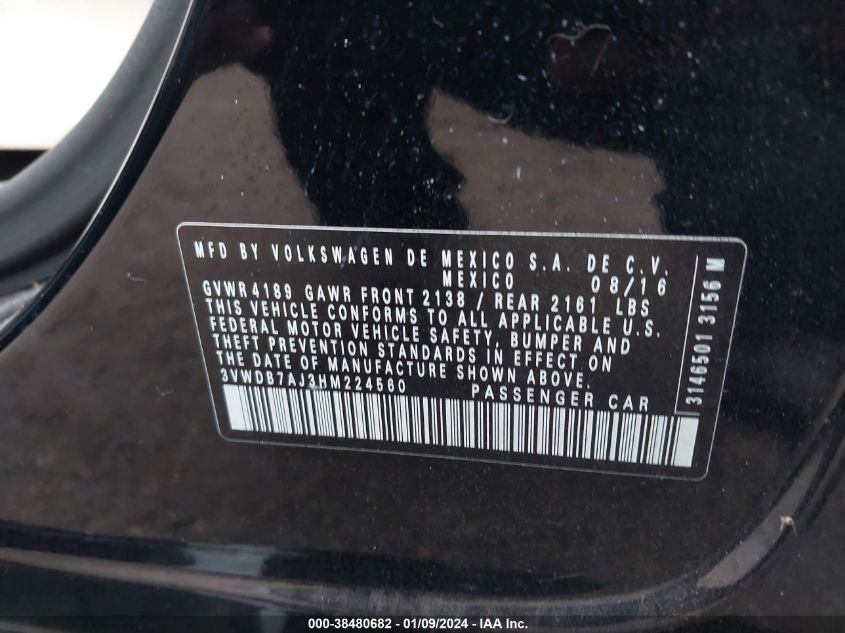 MFD BY VOLKSWAGEN DE MEXICO S.A. DE C.V.
MEXICO 08/16
GVWR4189 GAWR FRONT 2138 / REAR 2161 LBS
THIS VEHICLE CONFORMS TO ALL APPLICABLE U.S.
FEDERAL MOTOR VEHICLE SAFETY, BUMPER AND
THEFT PREVENTION STANDARDS IN EFFECT ON
THE DATE OF MANUFACTURE SHOWN ABOVE.
3VWDB7AJ3HM224560 PASSENGER CAR
3146501 3156 M
000-38480682 - 01/09/2024 - IAA, Inc.